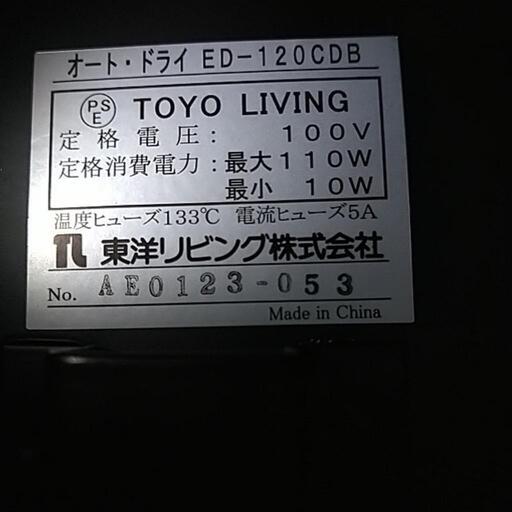 オート・ドライ ED-120CDB
PSE TOYO LIVING
定格電圧: 100V
定格消費電力:最大110W
最小 10W
温度ヒューズ133℃ 電流ヒューズ5A
TL 東洋リビング株式会社
No. AE0123-053
Made in China